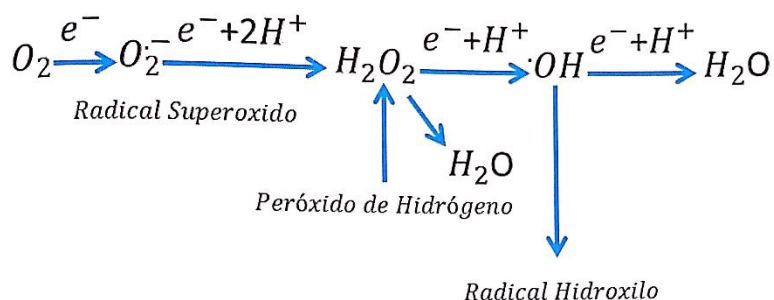 O₂ e⁻ O₂·⁻ e⁻+2H⁺ H₂O₂ e⁻+H⁺ ·OH e⁻+H⁺ H₂O
Radical Superoxido
H₂O
Peróxido de Hidrógeno
Radical Hidroxilo